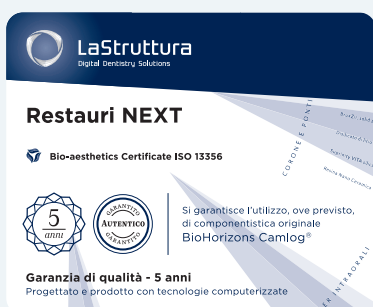 LaStruttura
Digital Dentistry Solutions
Restauri NEXT
Bio-aesthetics Certificate ISO 13356
CORONE E PONTI
5
anni
GARANTITO
AUTENTICO
GARANTITO
Si garantisce l'utilizzo, ove previsto,
di componentistica originale
BioHorizons Camlog®
Garanzia di qualità - 5 anni
Progettato e prodotto con tecnologie computerizzate